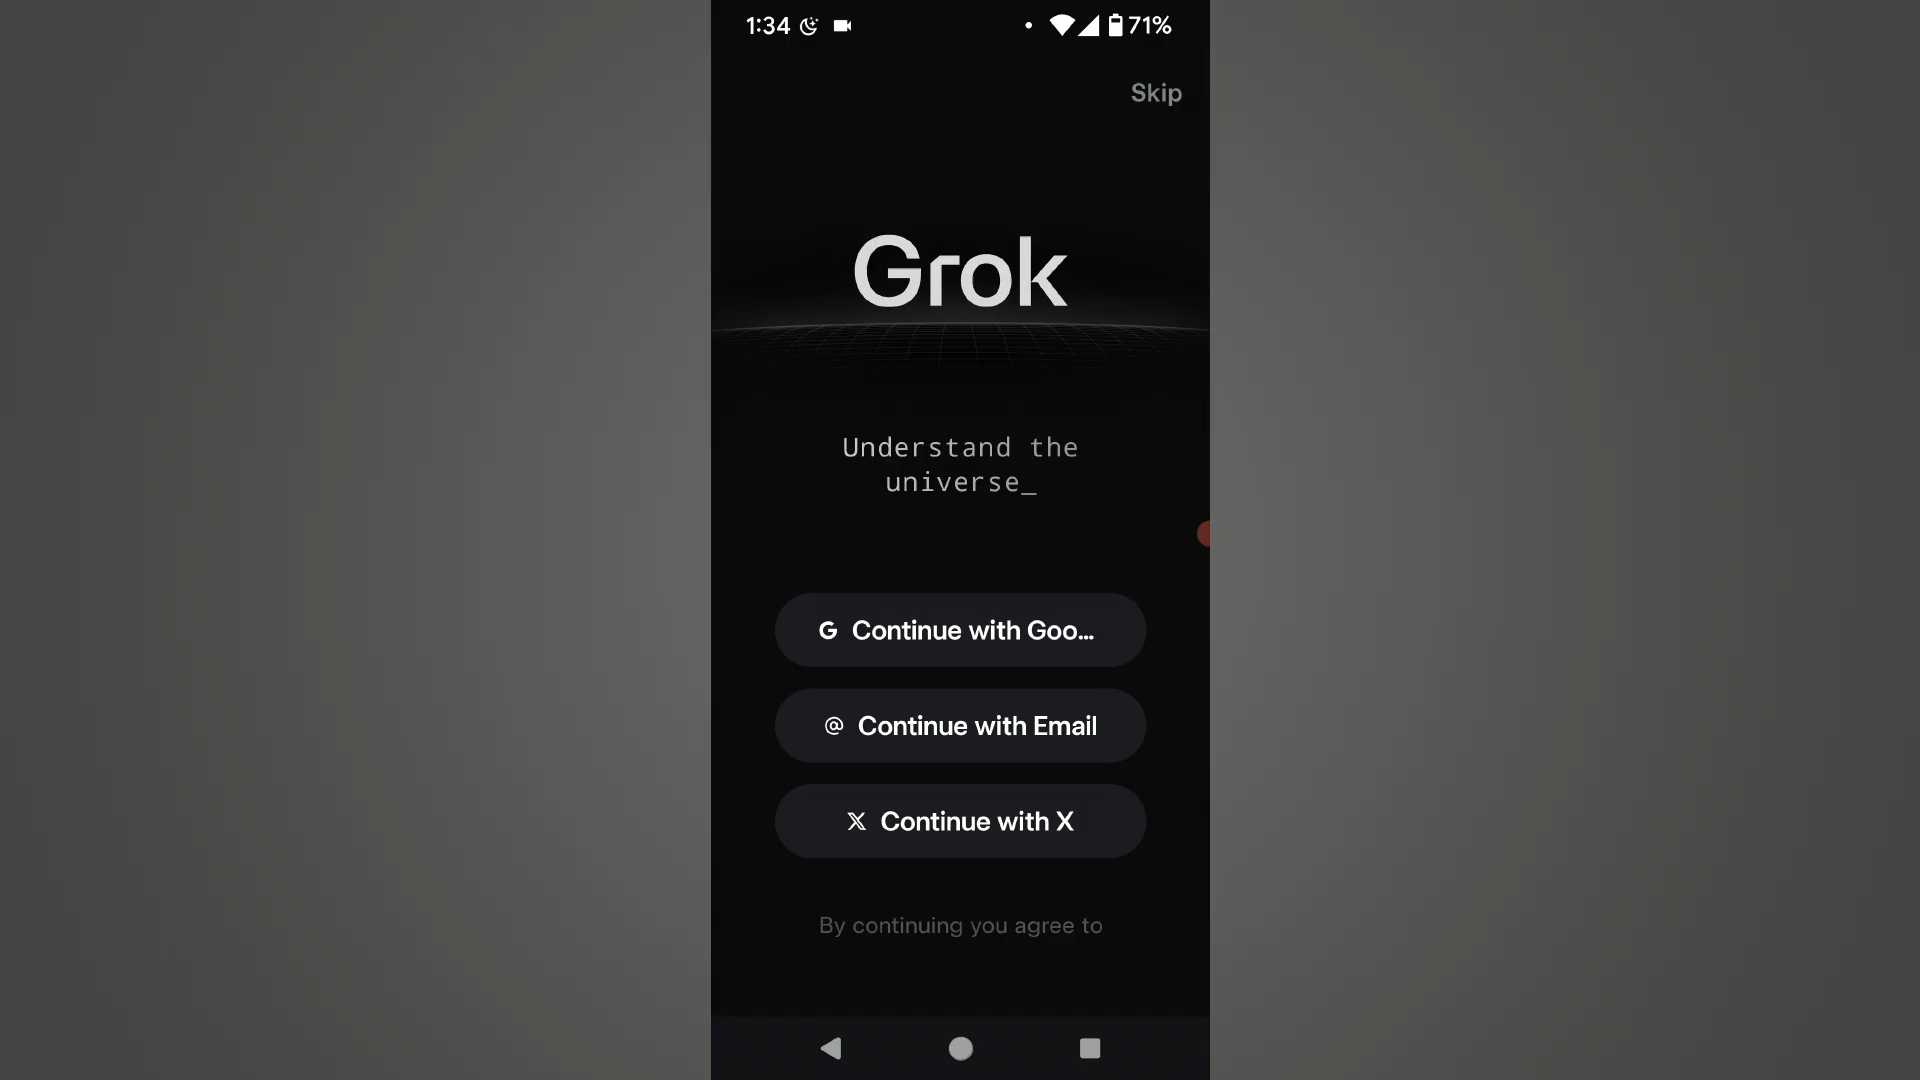 1:34
71%
Skip
Grok
Understand the
universe_
Continue with Goo...
Continue with Email
Continue with X
By continuing you agree to